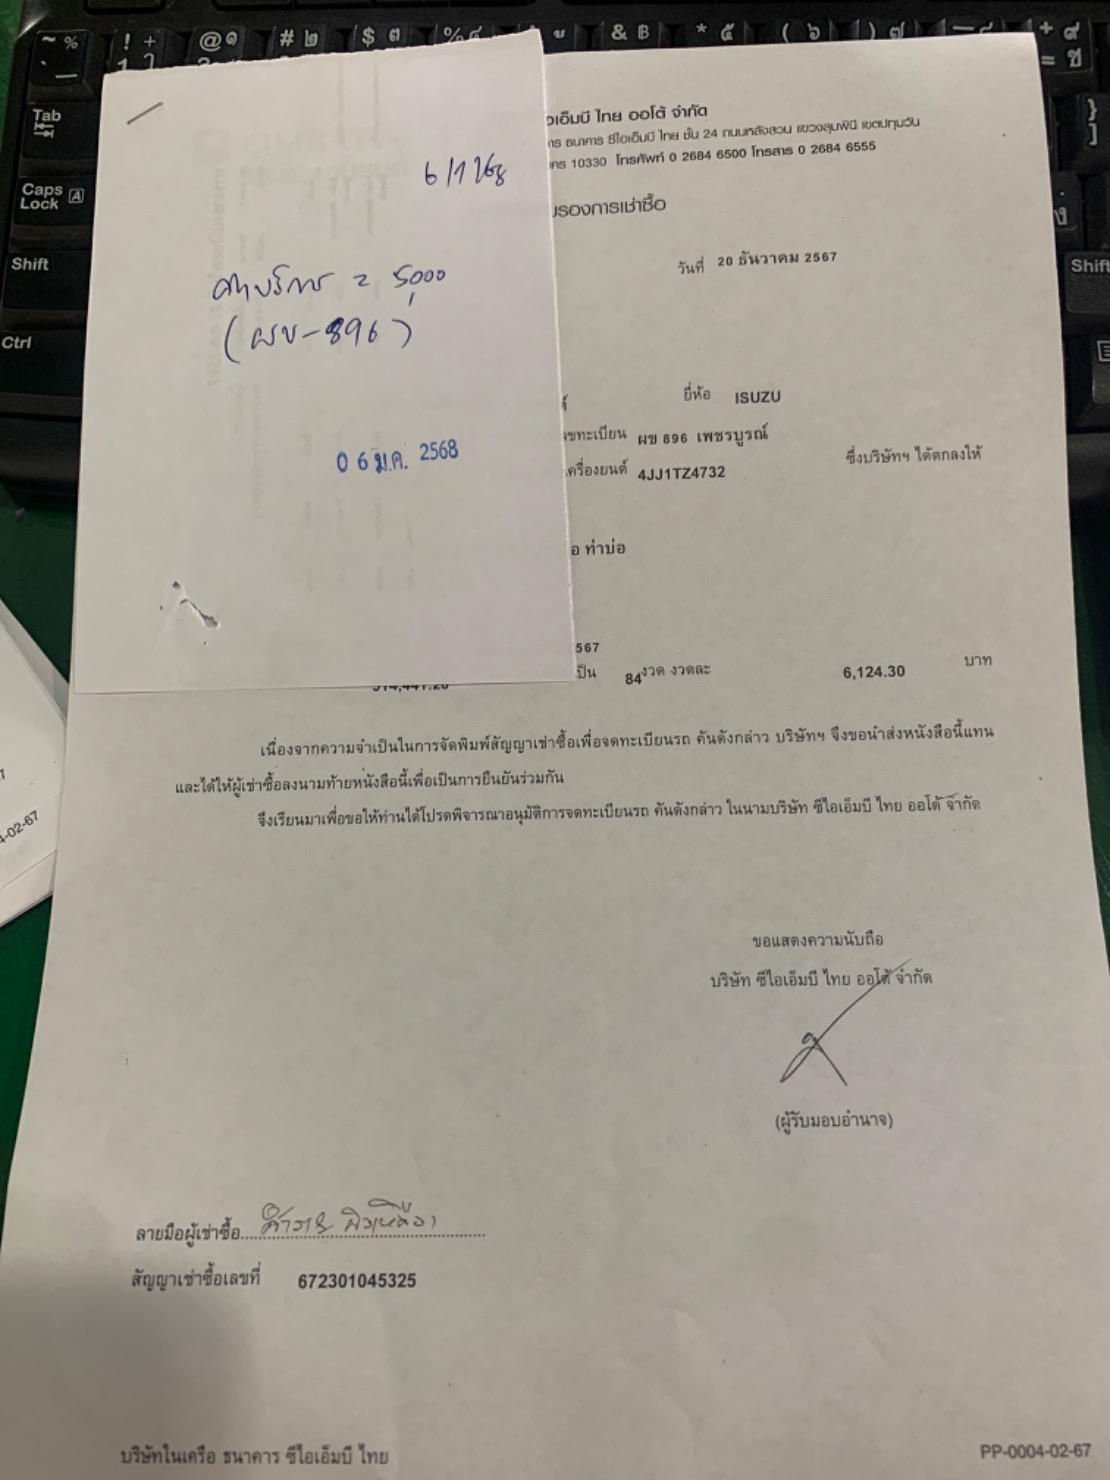 6/1/68
ค่าบริการ = 5,000
(ผข-896)
06 ม.ค. 2568
ไอเอ็มบี ไทย ออโต้ จำกัด
ธนาคาร ซีไอเอ็มบี ไทย ชั้น 24 ถนนหลังสวน แขวงลุมพินี เขตปทุมวัน
10330 โทรศัพท์ 0 2684 6500 โทรสาร 0 2684 6555
รองการเช่าซื้อ
วันที่ 20 ธันวาคม 2567
ยี่ห้อ ISUZU
ขทะเบียน ผข 896 เพชรบูรณ์
ครื่องยนต์ 4JJ1TZ4732 ซึ่งบริษัทฯ ได้ตกลงให้
อ ท่าบ่อ
567
เป็น 84 งวด งวดละ 6,124.30 บาท
เนื่องจากความจำเป็นในการจัดพิมพ์สัญญาเช่าซื้อเพื่อจดทะเบียนรถ คันดังกล่าว บริษัทฯ จึงขอนำส่งหนังสือนี้แทน
และได้ให้ผู้เช่าซื้อลงนามท้ายหนังสือนี้เพื่อเป็นการยืนยันร่วมกัน
จึงเรียนมาเพื่อขอให้ท่านได้โปรดพิจารณาอนุมัติการจดทะเบียนรถ คันดังกล่าว ในนามบริษัท ซีไอเอ็มบี ไทย ออโต้ จำกัด
ขอแสดงความนับถือ
บริษัท ซีไอเอ็มบี ไทย ออโต้ จำกัด
(ผู้รับมอบอำนาจ)
ลายมือผู้เช่าซื้อ
สัญญาเช่าซื้อเลขที่ 672301045325
บริษัทในเครือ ธนาคาร ซีไอเอ็มบี ไทย
PP-0004-02-67
4-02-67
Tab
Caps Lock
Shift
Ctrl
Shift